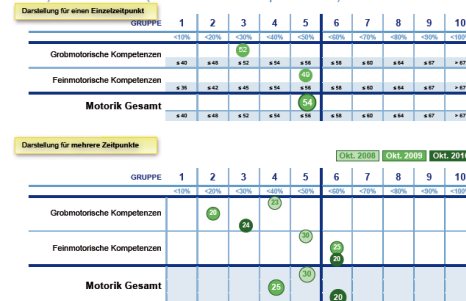 Darstellung für einen Einzelzeitpunkt
GRUPPE 1 2 3 4 5 6 7 8 9 10
<10% <20% <30% <40% <50% <60% <70% <80% <90% <100%
52
Grobmotorische Kompetenzen
≤ 40 ≤ 46 ≤ 52 ≤ 54 ≤ 56 ≤ 58 ≤ 60 ≤ 64 ≤ 67 > 67
49
Feinmotorische Kompetenzen
≤ 36 ≤ 42 ≤ 45 ≤ 54 ≤ 56 ≤ 58 ≤ 60 ≤ 64 ≤ 67 > 67
Motorik Gesamt 54
≤ 40 ≤ 46 ≤ 52 ≤ 54 ≤ 56 ≤ 58 ≤ 60 ≤ 64 ≤ 67 > 67
Darstellung für mehrere Zeitpunkte
Okt. 2008 Okt. 2009 Okt. 2010
GRUPPE 1 2 3 4 5 6 7 8 9 10
<10% <20% <30% <40% <50% <60% <70% <80% <90% <100%
23
Grobmotorische Kompetenzen 20
24
30
Feinmotorische Kompetenzen 25
20
30
Motorik Gesamt 25
20